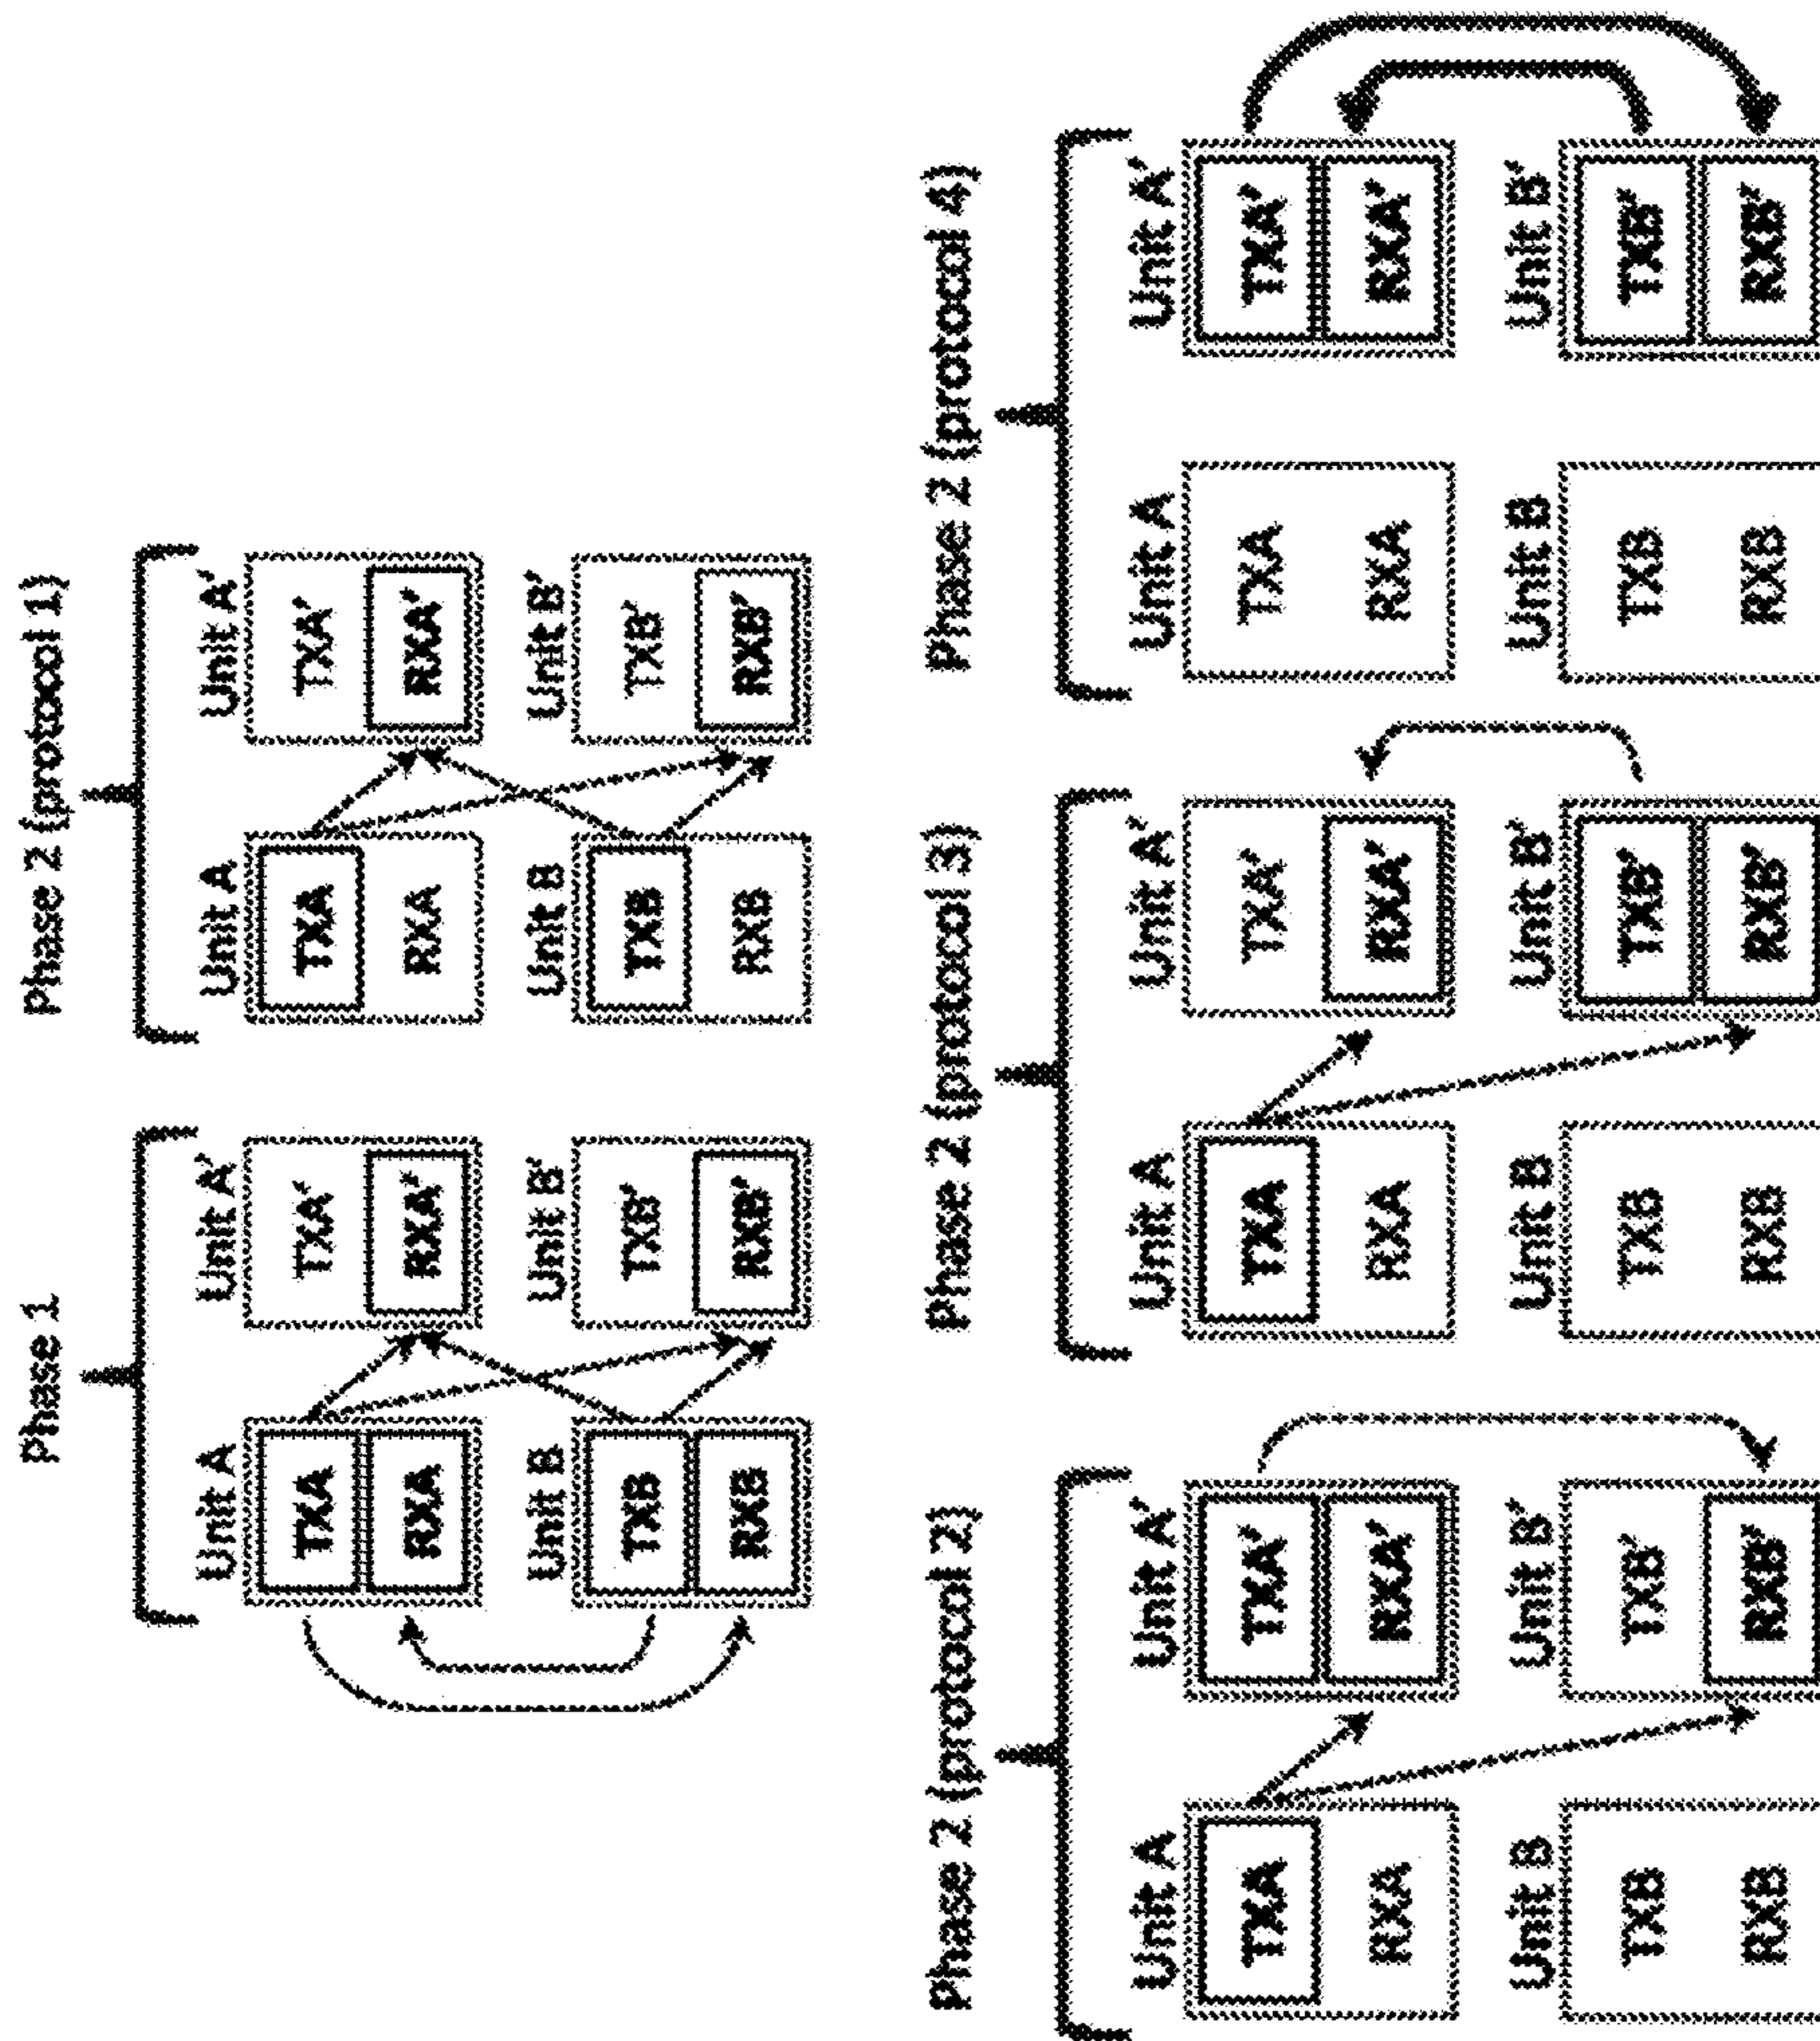 Phase 1
Unit A
Unit A'
TXA
RXA
TXA'
RXA'
Unit B
Unit B'
TXB
RXB
TXB'
RXB'
Phase 2 (protocol 1)
Unit A
Unit A'
TXA
RXA
TXA'
RXA'
Unit B
Unit B'
TXB
RXB
TXB'
RXB'
Phase 2 (protocol 2)
Unit A
Unit A'
TXA
RXA
TXA'
RXA'
Unit B
Unit B'
TXB
RXB
TXB'
RXB'
Phase 2 (protocol 3)
Unit A
Unit A'
TXA
RXA
TXA'
RXA'
Unit B
Unit B'
TXB
RXB
TXB'
RXB'
Phase 2 (protocol 4)
Unit A
Unit A'
TXA
RXA
TXA'
RXA'
Unit B
Unit B'
TXB
RXB
TXB'
RXB'